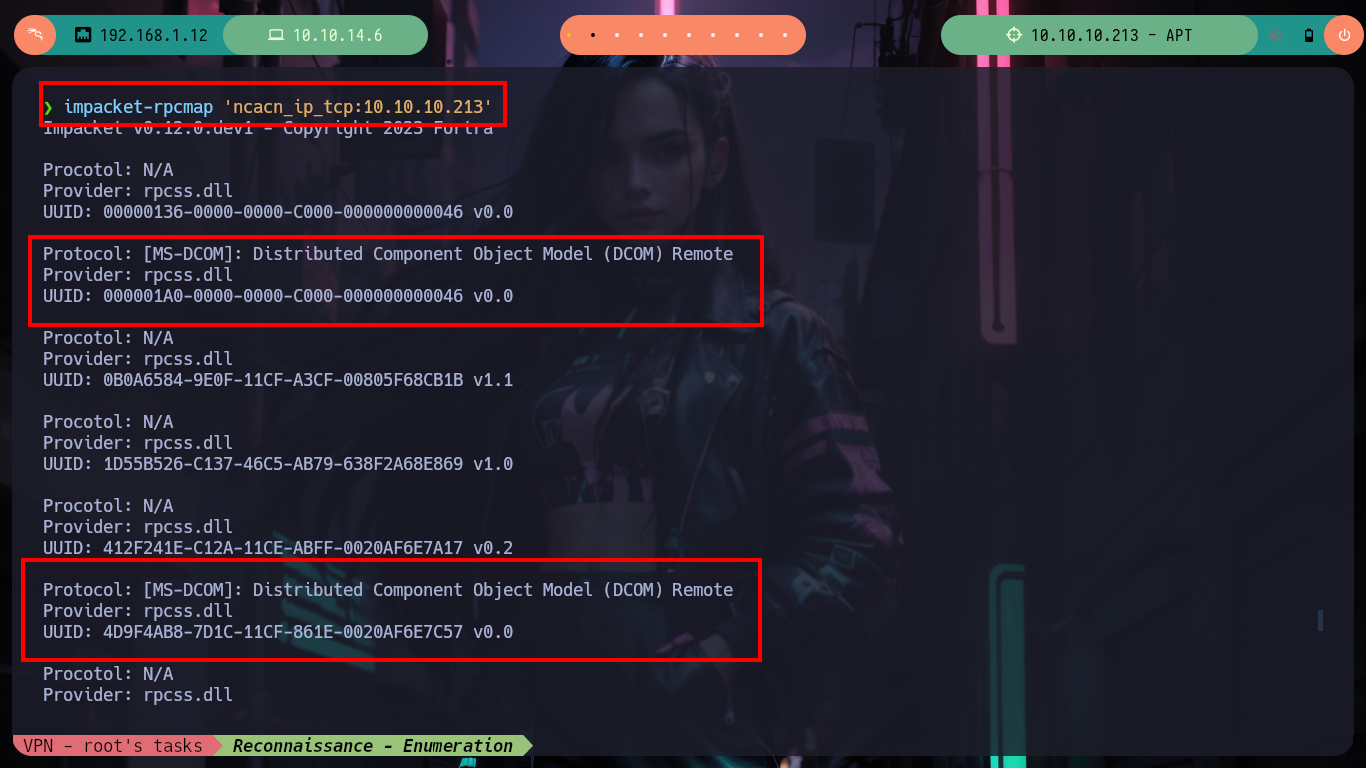 192.168.1.12
10.10.14.6
10.10.10.213 - APT
❯ impacket-rpcmap 'ncacn_ip_tcp:10.10.10.213'
Impacket v0.12.0.dev1 - Copyright 2023 Fortra
Procotol: N/A
Provider: rpcss.dll
UUID: 00000136-0000-0000-C000-000000000046 v0.0
Protocol: [MS-DCOM]: Distributed Component Object Model (DCOM) Remote
Provider: rpcss.dll
UUID: 000001A0-0000-0000-C000-000000000046 v0.0
Procotol: N/A
Provider: rpcss.dll
UUID: 0B0A6584-9E0F-11CF-A3CF-00805F68CB1B v1.1
Procotol: N/A
Provider: rpcss.dll
UUID: 1D55B526-C137-46C5-AB79-638F2A68E869 v1.0
Procotol: N/A
Provider: rpcss.dll
UUID: 412F241E-C12A-11CE-ABFF-0020AF6E7A17 v0.2
Protocol: [MS-DCOM]: Distributed Component Object Model (DCOM) Remote
Provider: rpcss.dll
UUID: 4D9F4AB8-7D1C-11CF-861E-0020AF6E7C57 v0.0
Procotol: N/A
Provider: rpcss.dll
VPN - root's tasks
Reconnaissance - Enumeration